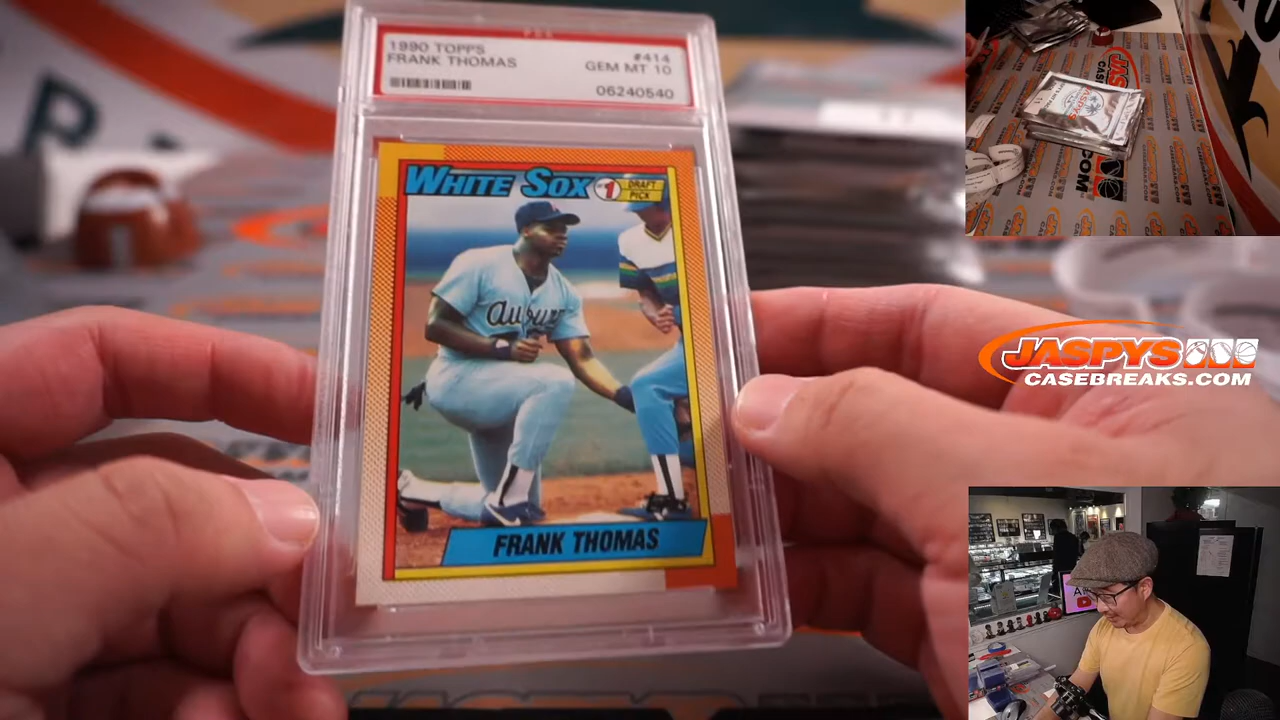 1990 TOPPS #414
FRANK THOMAS GEM MT 10
06240540
WHITE SOX #1 DRAFT PICK
Auburn
FRANK THOMAS
JASPYS
CASEBREAKS.COM
JASPYS